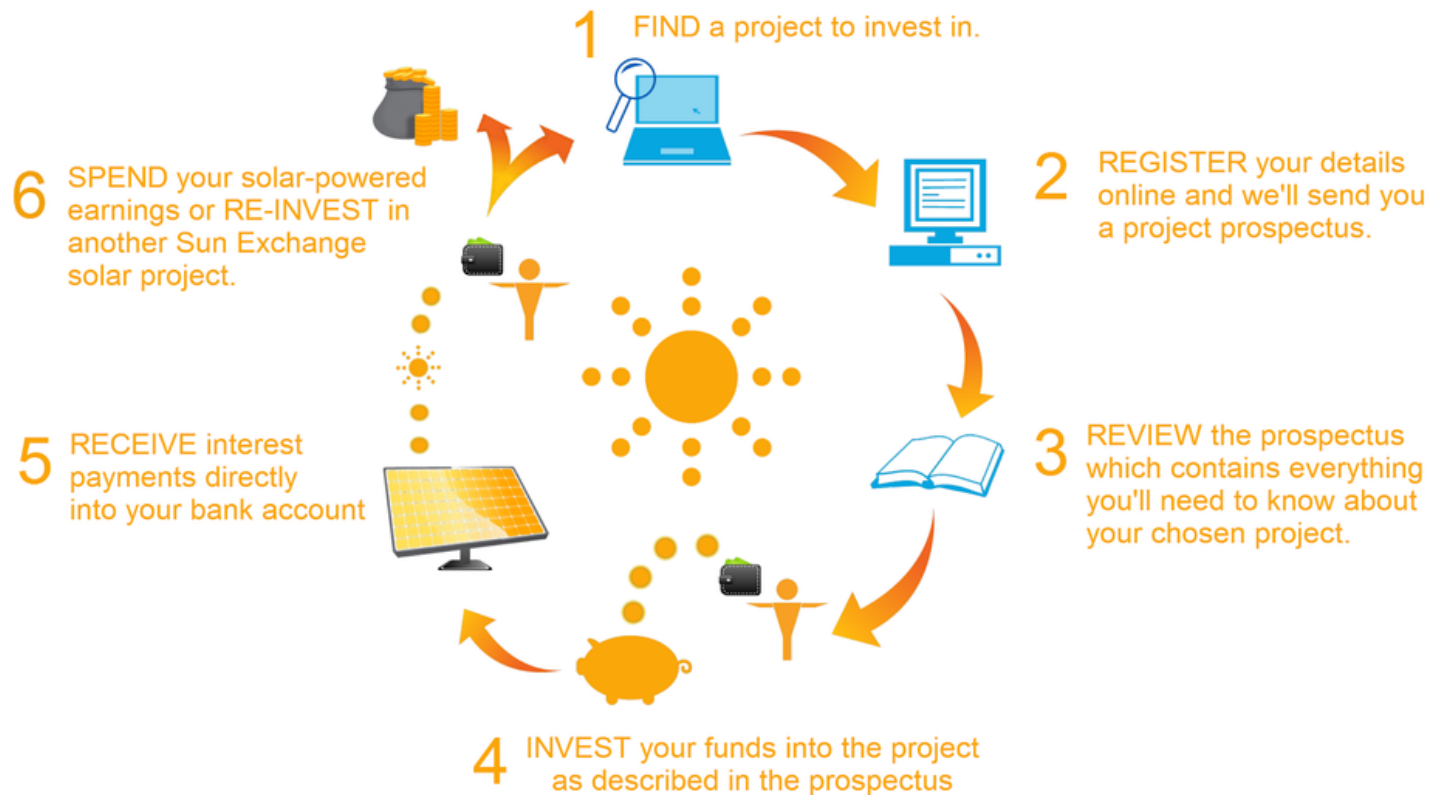 1 FIND a project to invest in.
2 REGISTER your details
online and we'll send you
a project prospectus.
3 REVIEW the prospectus
which contains everything
you'll need to know about
your chosen project.
4 INVEST your funds into the project
as described in the prospectus
5 RECEIVE interest
payments directly
into your bank account
6 SPEND your solar-powered
earnings or RE-INVEST in
another Sun Exchange
solar project.